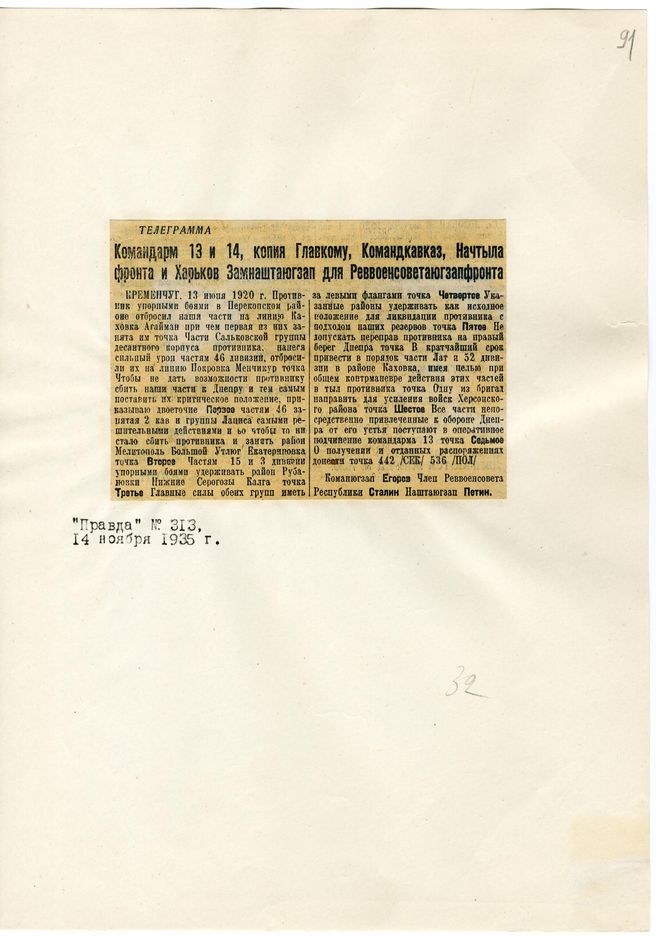 91
ТЕЛЕГРАММА
Командарм 13 и 14, копия Главкому, Командкавказ, Начтыла
фронта и Харьков Замнаштаюгзап для Реввоенсоветаюгзапфронта
КРЕМЕНЧУГ, 13 июня 1920 г. Против-
ник упорными боями в Перекопском рай-
оне отбросил наши части на линию Ка-
ховка Агайман при чем первая из них за-
нята им точка Части Сальковской группы
десантного корпуса противника, нанеся
сильный урон частям 46 дивизии, отброси-
ли их на линию Покровка Менчикур точка
Чтобы не дать возможности противнику
сбить наши части к Днепру и тем самым
поставить их критическое положение, при-
казываю двоеточие Первое частям 46 за-
пятая 2 кав и группы Лациса самыми ре-
шительными действиями и во чтобы то ни
стало сбить противника и занять район
Мелитополь Большой Утлюг Екатериновка
точка Второе Частям 15 и 3 дивизии
упорными боями удерживать район Руба-
новки Нижние Серогозы Калга точка
Третье Главные силы обеих групп иметь
за левыми флангами точка Четвертое Ука-
занные районы удерживать как исходное
положение для ликвидации противника с
подходом наших резервов точка Пятое Не
допускать переправ противника на правый
берег Днепра точка В кратчайший срок
привести в порядок части Лат и 52 диви-
зии в районе Каховка, имея целью при
общем контрманевре действия этих частей
в тыл противника точка Одну из бригад
направить для усиления войск Херсонско-
го района точка Шестое Все части непо-
средственно привлеченные к обороне Днеп-
ра от его устья поступают в оперативное
подчинение командарма 13 точка Седьмое
О получении и отданных распоряжениях
донести точка 442 /СЕК/ 536 /ПОЛ/
Команюгзап Егоров Член Реввоенсовета
Республики Сталин Наштаюгзап Петин.
"Правда" № 313,
14 ноября 1935 г.
32